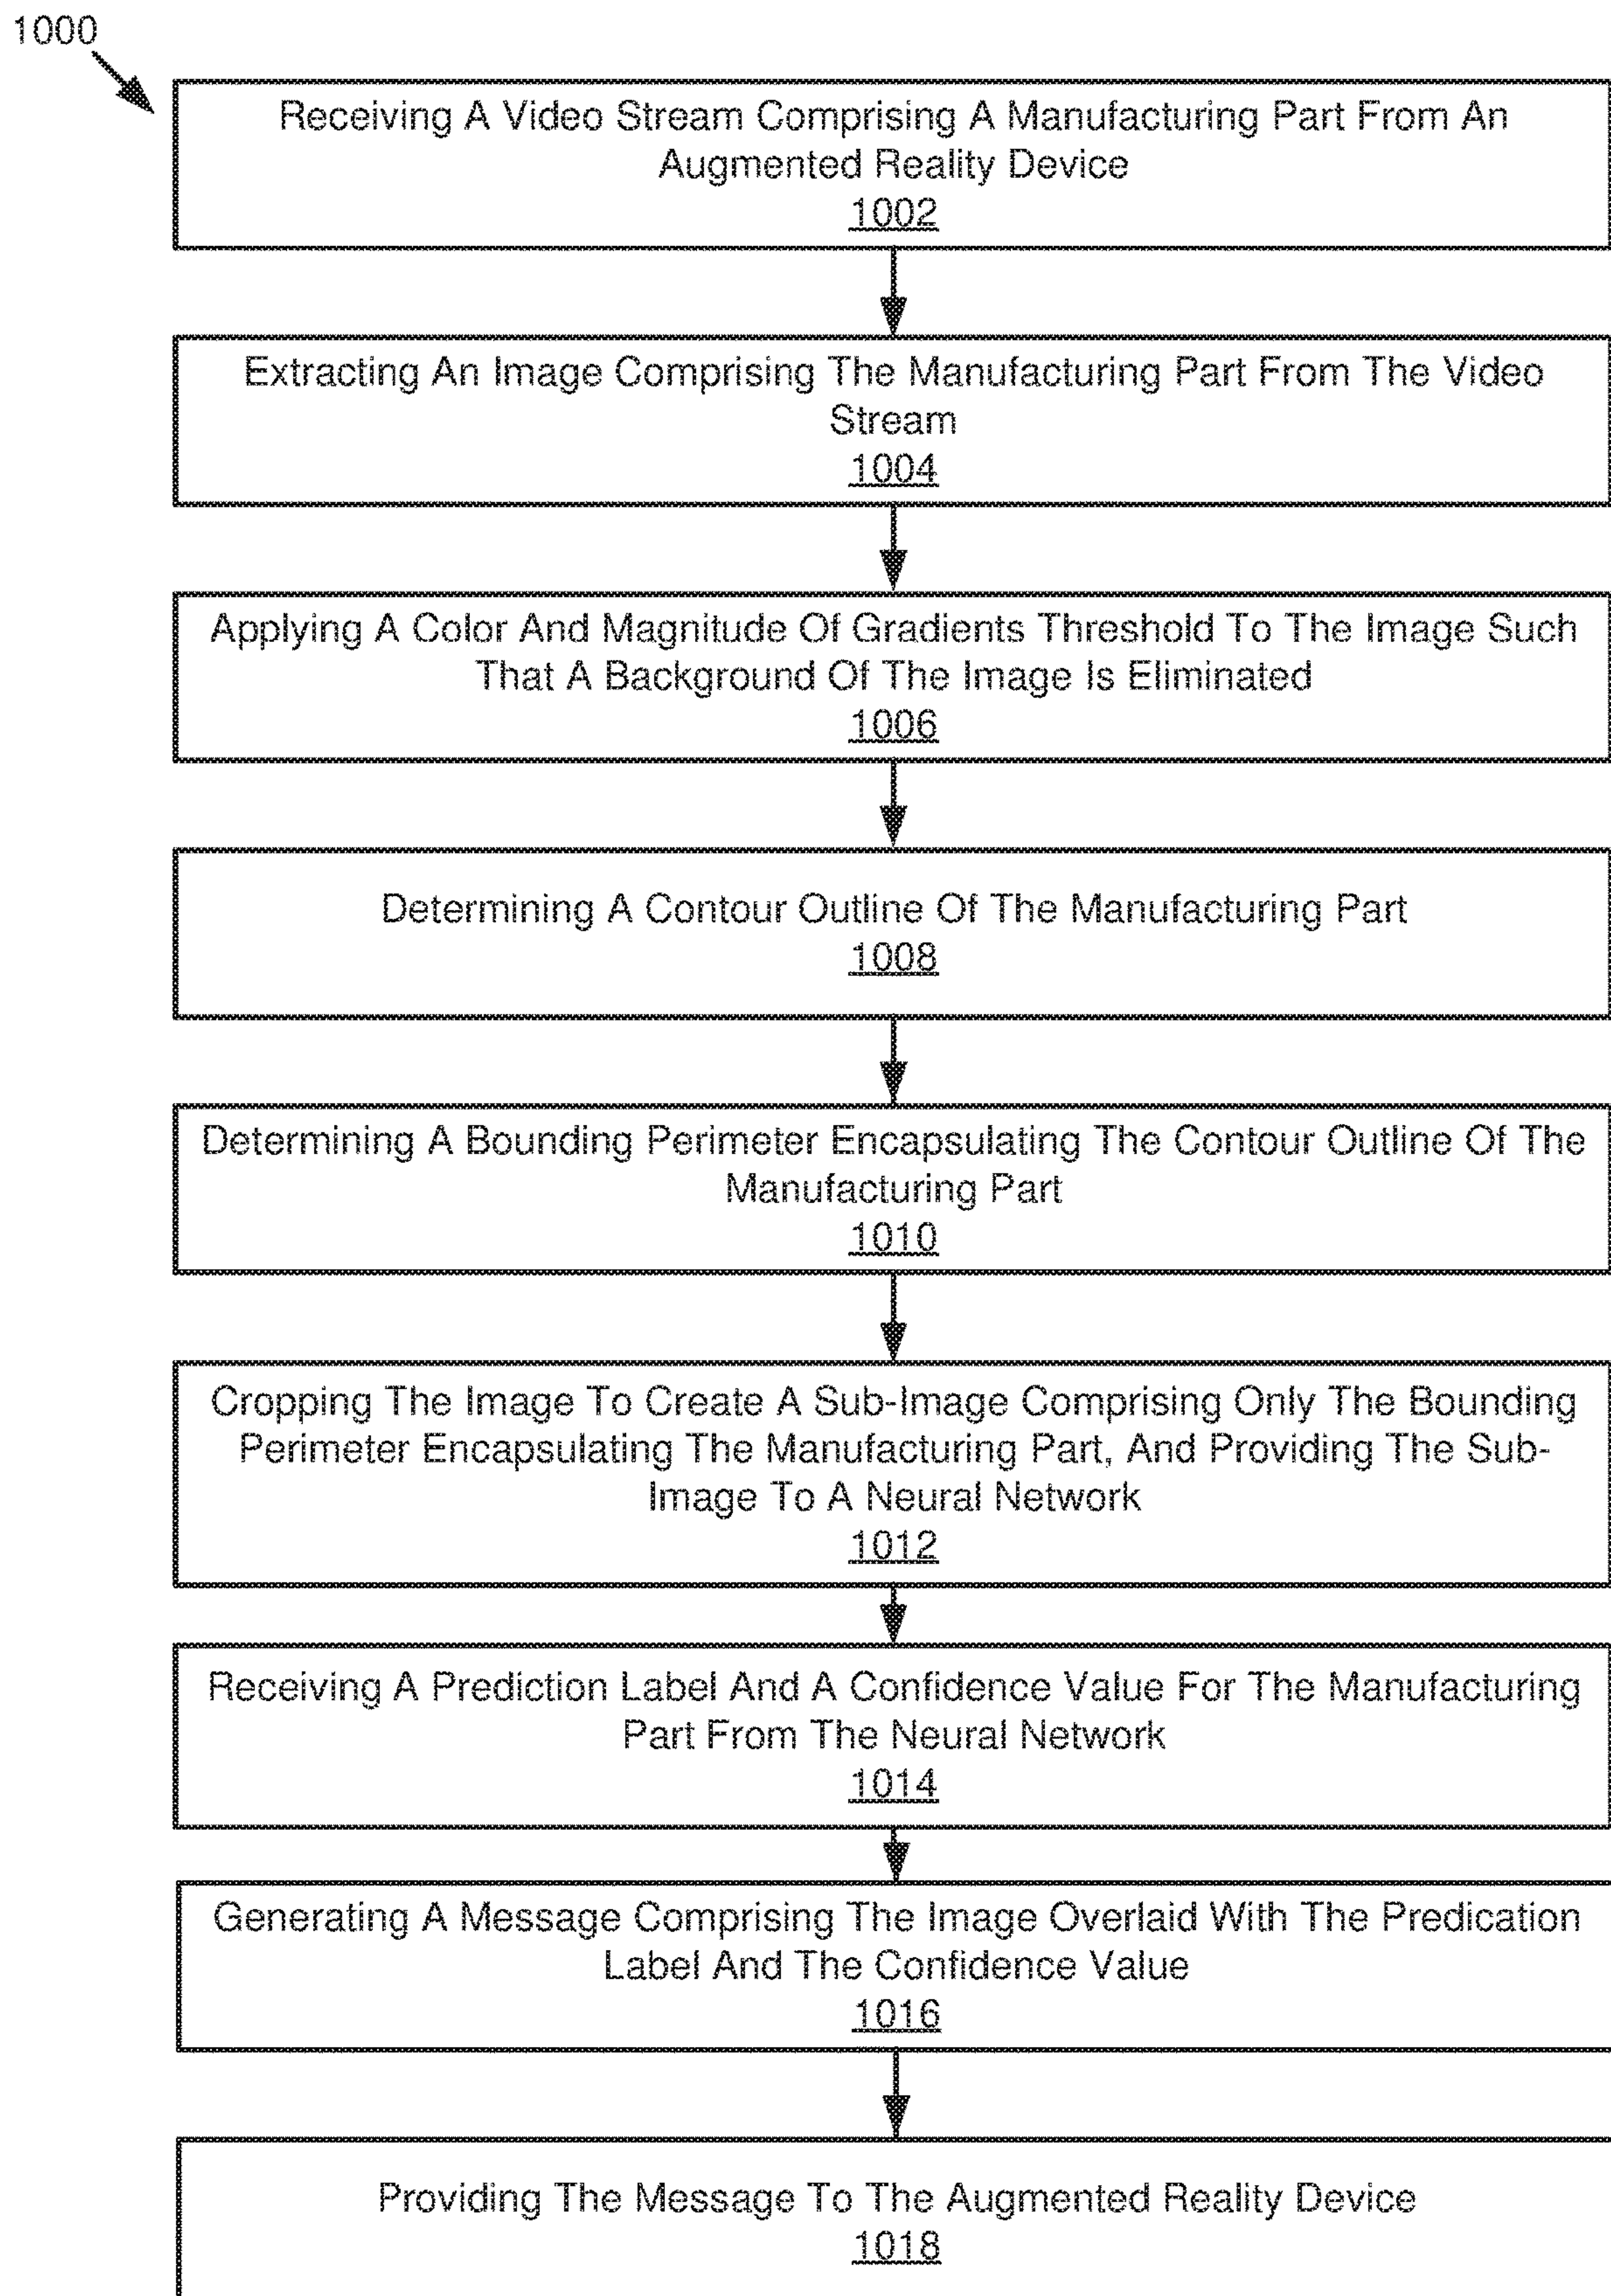 1000
Receiving A Video Stream Comprising A Manufacturing Part From An
Augmented Reality Device
1002
Extracting An Image Comprising The Manufacturing Part From The Video
Stream
1004
Applying A Color And Magnitude Of Gradients Threshold To The Image Such
That A Background Of The Image Is Eliminated
1006
Determining A Contour Outline Of The Manufacturing Part
1008
Determining A Bounding Perimeter Encapsulating The Contour Outline Of The
Manufacturing Part
1010
Cropping The Image To Create A Sub-Image Comprising Only The Bounding
Perimeter Encapsulating The Manufacturing Part, And Providing The Sub-
Image To A Neural Network
1012
Receiving A Prediction Label And A Confidence Value For The Manufacturing
Part From The Neural Network
1014
Generating A Message Comprising The Image Overlaid With The Predication
Label And The Confidence Value
1016
Providing The Message To The Augmented Reality Device
1018